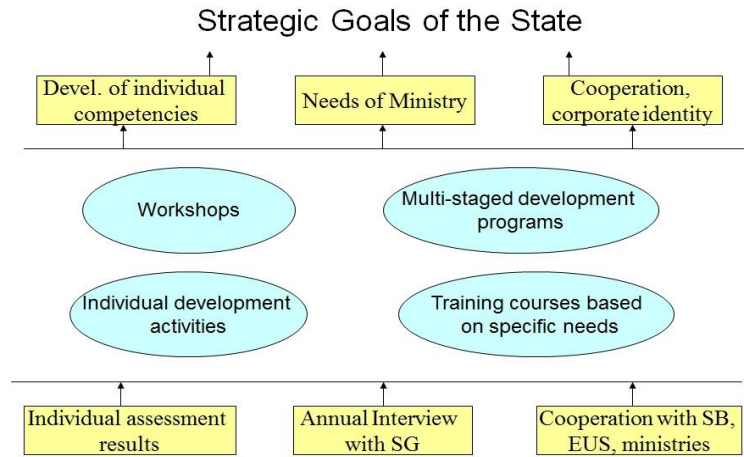 Strategic Goals of the State
Devel. of individual
competencies
Needs of Ministry
Cooperation,
corporate identity
Workshops
Multi-staged development
programs
Individual development
activities
Training courses based
on specific needs
Individual assessment
results
Annual Interview
with SG
Cooperation with SB,
EUS, ministries